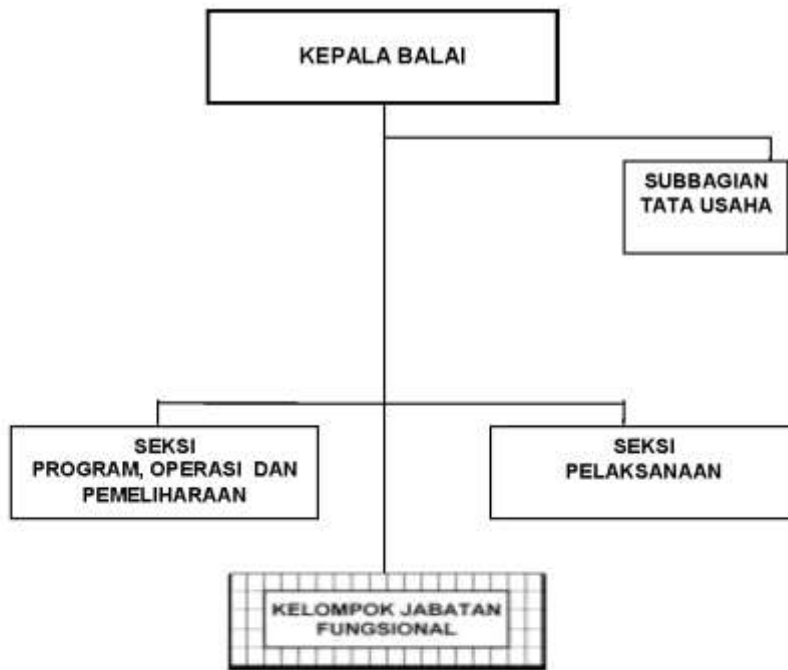 KEPALA BALAI
SUBBAGIAN
TATA USAHA
SEKSI
PROGRAM, OPERASI DAN
PEMELIHARAAN
SEKSI
PELAKSANAAN
KELOMPOK JABATAN
FUNGSIONAL